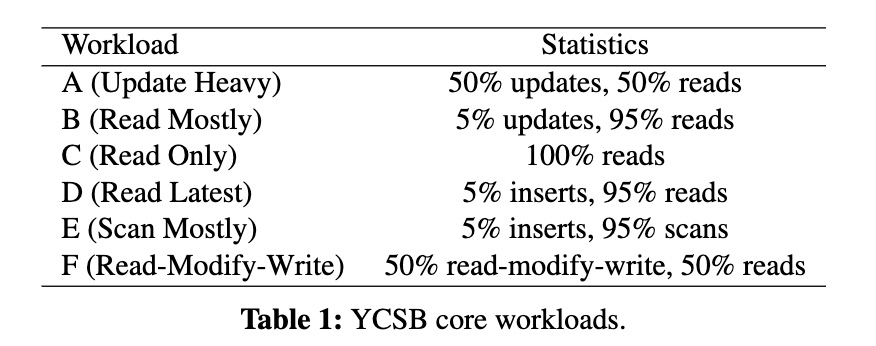 Workload Statistics
A (Update Heavy) 50% updates, 50% reads
B (Read Mostly) 5% updates, 95% reads
C (Read Only) 100% reads
D (Read Latest) 5% inserts, 95% reads
E (Scan Mostly) 5% inserts, 95% scans
F (Read-Modify-Write) 50% read-modify-write, 50% reads
Table 1: YCSB core workloads.